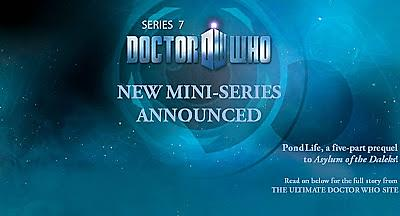 SERIES 7
DOCTOR WHO
NEW MINI-SERIES
ANNOUNCED
Pond Life, a five-part prequel
to Asylum of the Daleks!
Read on below for the full story from
THE ULTIMATE DOCTOR WHO SITE